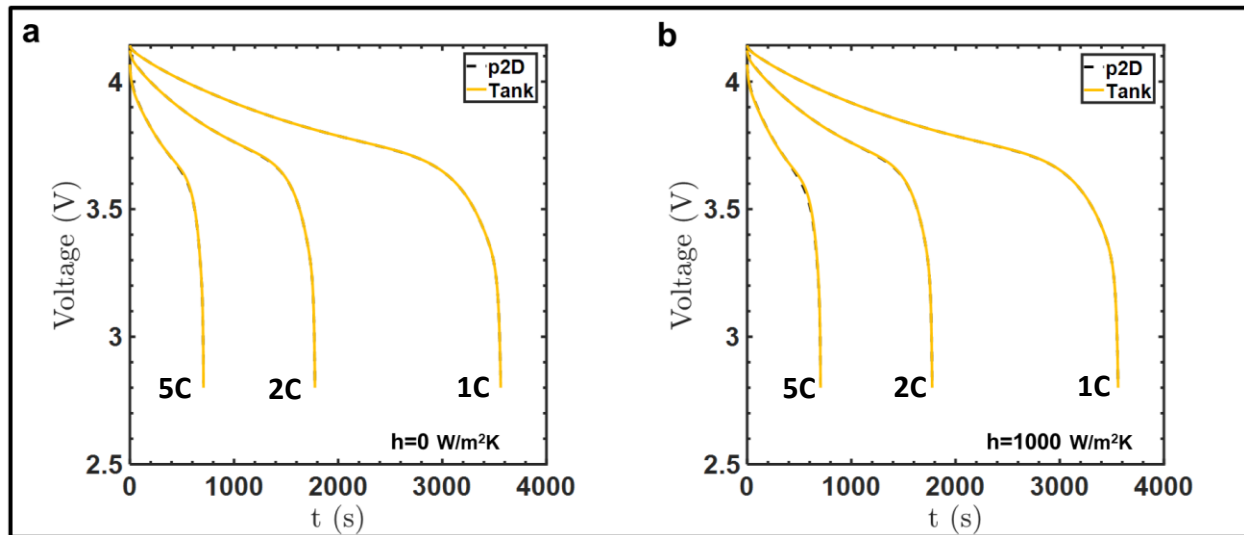 a
p2D
Tank
4
3.5
3
2.5
Voltage (V)
5C
2C
1C
h=0 W/m²K
0
1000
2000
3000
4000
t (s)
b
p2D
Tank
4
3.5
3
2.5
Voltage (V)
5C
2C
1C
h=1000 W/m²K
0
1000
2000
3000
4000
t (s)